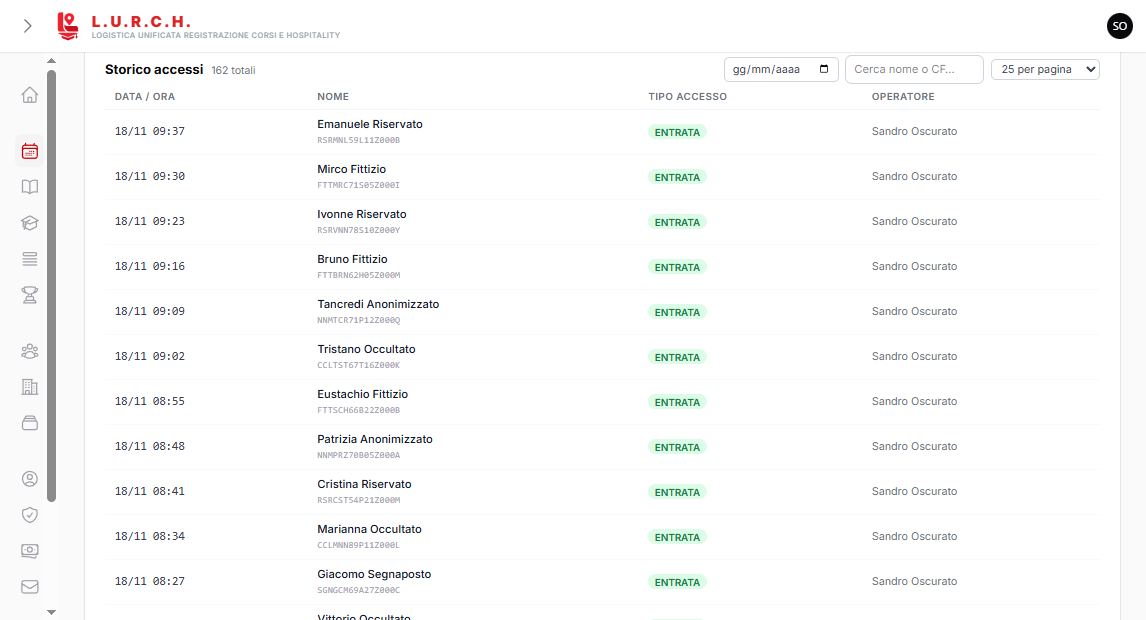 L.U.R.C.H.
LOGISTICA UNIFICATA REGISTRAZIONE CORSI E HOSPITALITY
SO
Storico accessi 162 totali
gg/mm/aaaa
Cerca nome o CF...
25 per pagina
DATA / ORA NOME TIPO ACCESSO OPERATORE
18/11 09:37 Emanuele Riservato ENTRATA Sandro Oscurato
RSRMNL59L11Z000B
18/11 09:30 Mirco Fittizio ENTRATA Sandro Oscurato
FTTMRC71S05Z000I
18/11 09:23 Ivonne Riservato ENTRATA Sandro Oscurato
RSRVNN78S10Z000Y
18/11 09:16 Bruno Fittizio ENTRATA Sandro Oscurato
FTTBRN62H05Z000M
18/11 09:09 Tancredi Anonimizzato ENTRATA Sandro Oscurato
NNMTCR71P12Z000Q
18/11 09:02 Tristano Occultato ENTRATA Sandro Oscurato
CCLTST67T16Z000K
18/11 08:55 Eustachio Fittizio ENTRATA Sandro Oscurato
FTTSCH66B22Z000B
18/11 08:48 Patrizia Anonimizzato ENTRATA Sandro Oscurato
NNMPRZ70B05Z000A
18/11 08:41 Cristina Riservato ENTRATA Sandro Oscurato
RSRCST54P21Z000M
18/11 08:34 Marianna Occultato ENTRATA Sandro Oscurato
CCLMNN89P11Z000L
18/11 08:27 Giacomo Segnaposto ENTRATA Sandro Oscurato
SGNGCM69A27Z000C
Vittorio Occultato